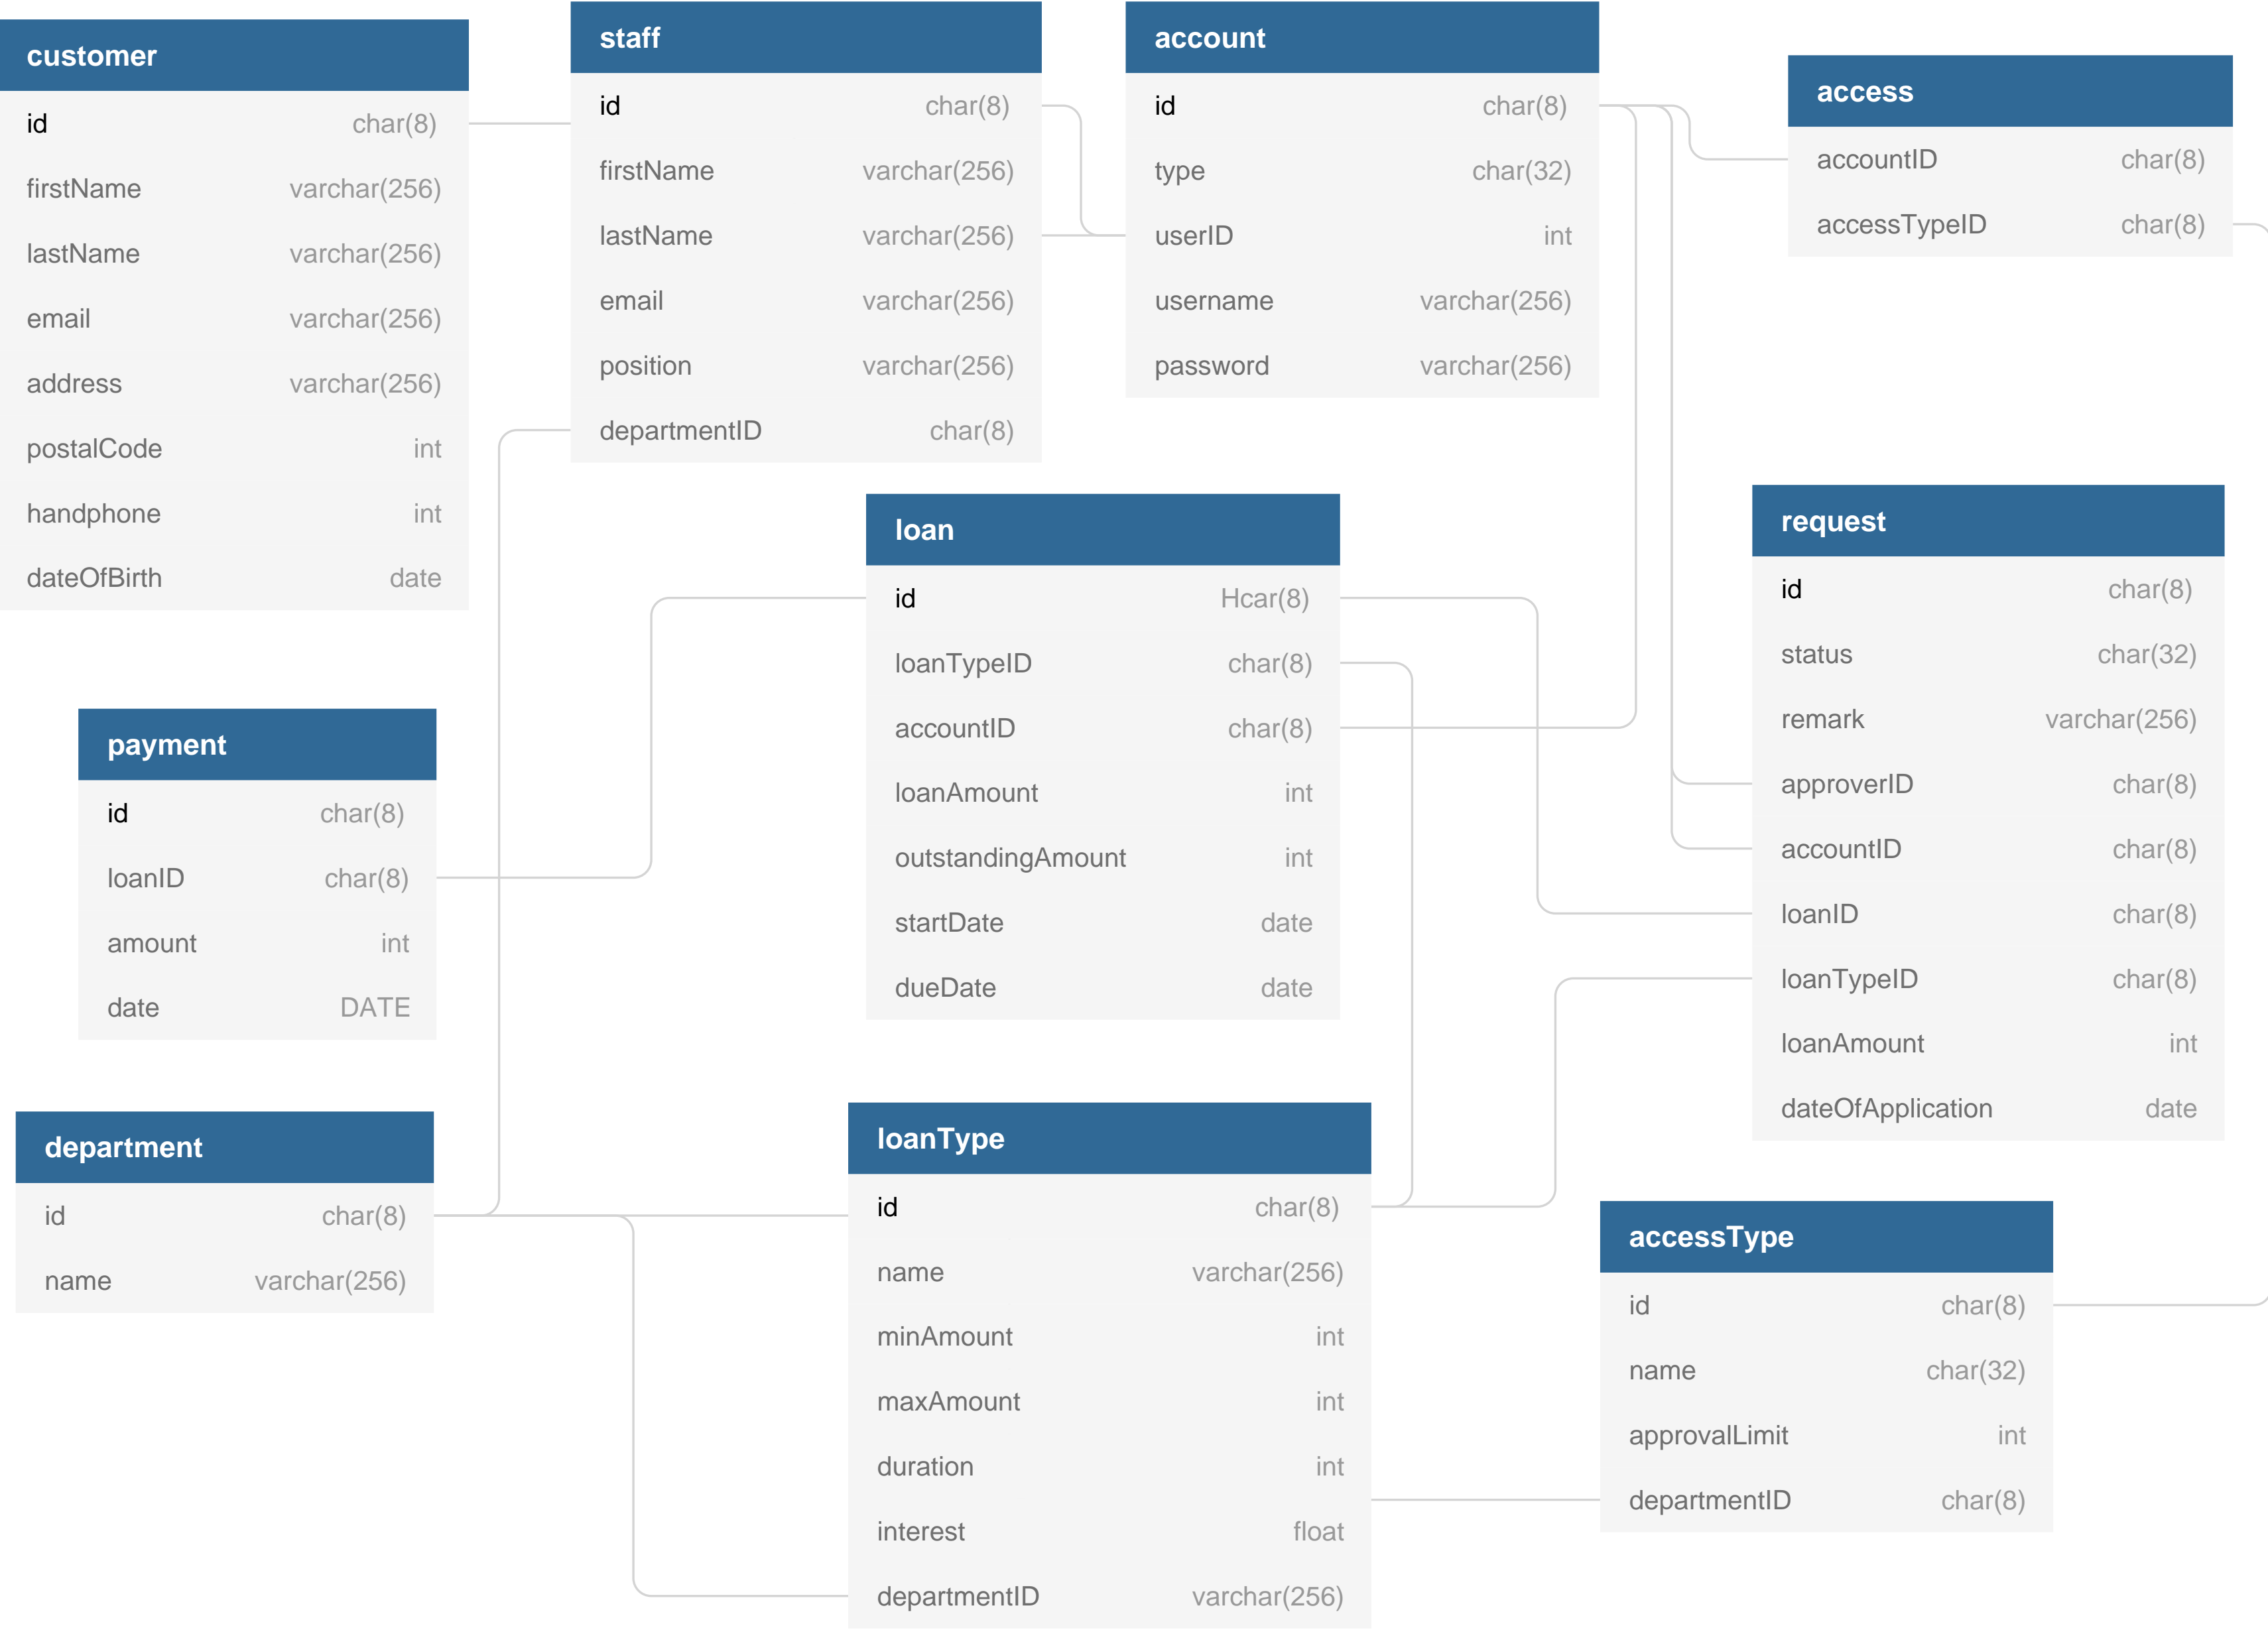 customer
id char(8)
firstName varchar(256)
lastName varchar(256)
email varchar(256)
address varchar(256)
postalCode int
handphone int
dateOfBirth date
staff
id char(8)
firstName varchar(256)
lastName varchar(256)
email varchar(256)
position varchar(256)
departmentID char(8)
account
id char(8)
type char(32)
userID int
username varchar(256)
password varchar(256)
access
accountID char(8)
accessTypeID char(8)
loan
id Hcar(8)
loanTypeID char(8)
accountID char(8)
loanAmount int
outstandingAmount int
startDate date
dueDate date
request
id char(8)
status char(32)
remark varchar(256)
approverID char(8)
accountID char(8)
loanID char(8)
loanTypeID char(8)
loanAmount int
dateOfApplication date
payment
id char(8)
loanID char(8)
amount int
date DATE
department
id char(8)
name varchar(256)
loanType
id char(8)
name varchar(256)
minAmount int
maxAmount int
duration int
interest float
departmentID varchar(256)
accessType
id char(8)
name char(32)
approvalLimit int
departmentID char(8)